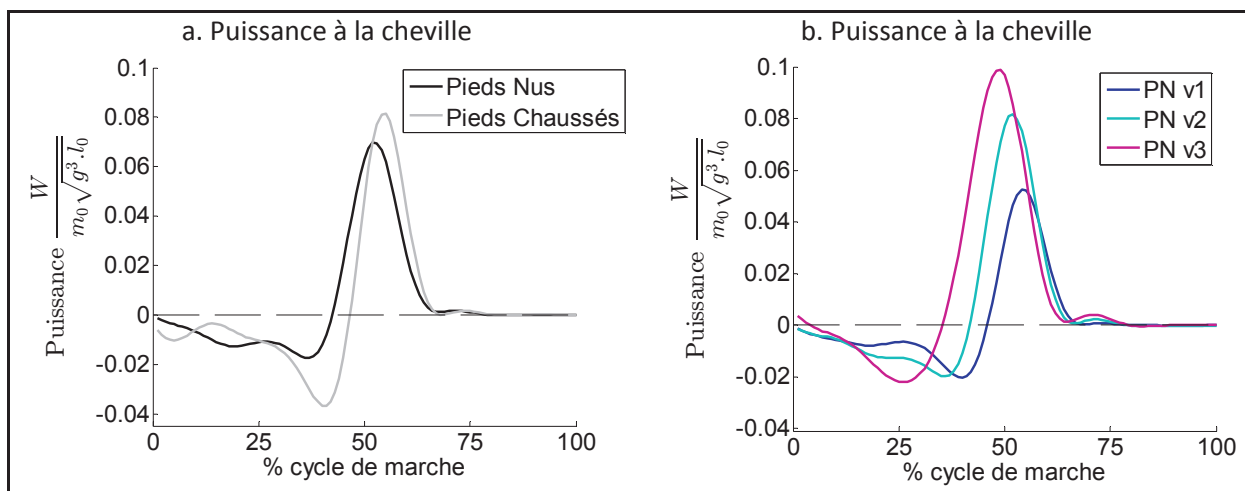 a. Puissance à la cheville
0.1
0.08
0.06
0.04
0.02
0
-0.02
-0.04
Puissance W / m₀√g³.l₀
Pieds Nus
Pieds Chaussés
0 25 50 75 100
% cycle de marche
b. Puissance à la cheville
0.1
0.08
0.06
0.04
0.02
0
-0.02
-0.04
Puissance W / m₀√g³.l₀
PN v1
PN v2
PN v3
0 25 50 75 100
% cycle de marche